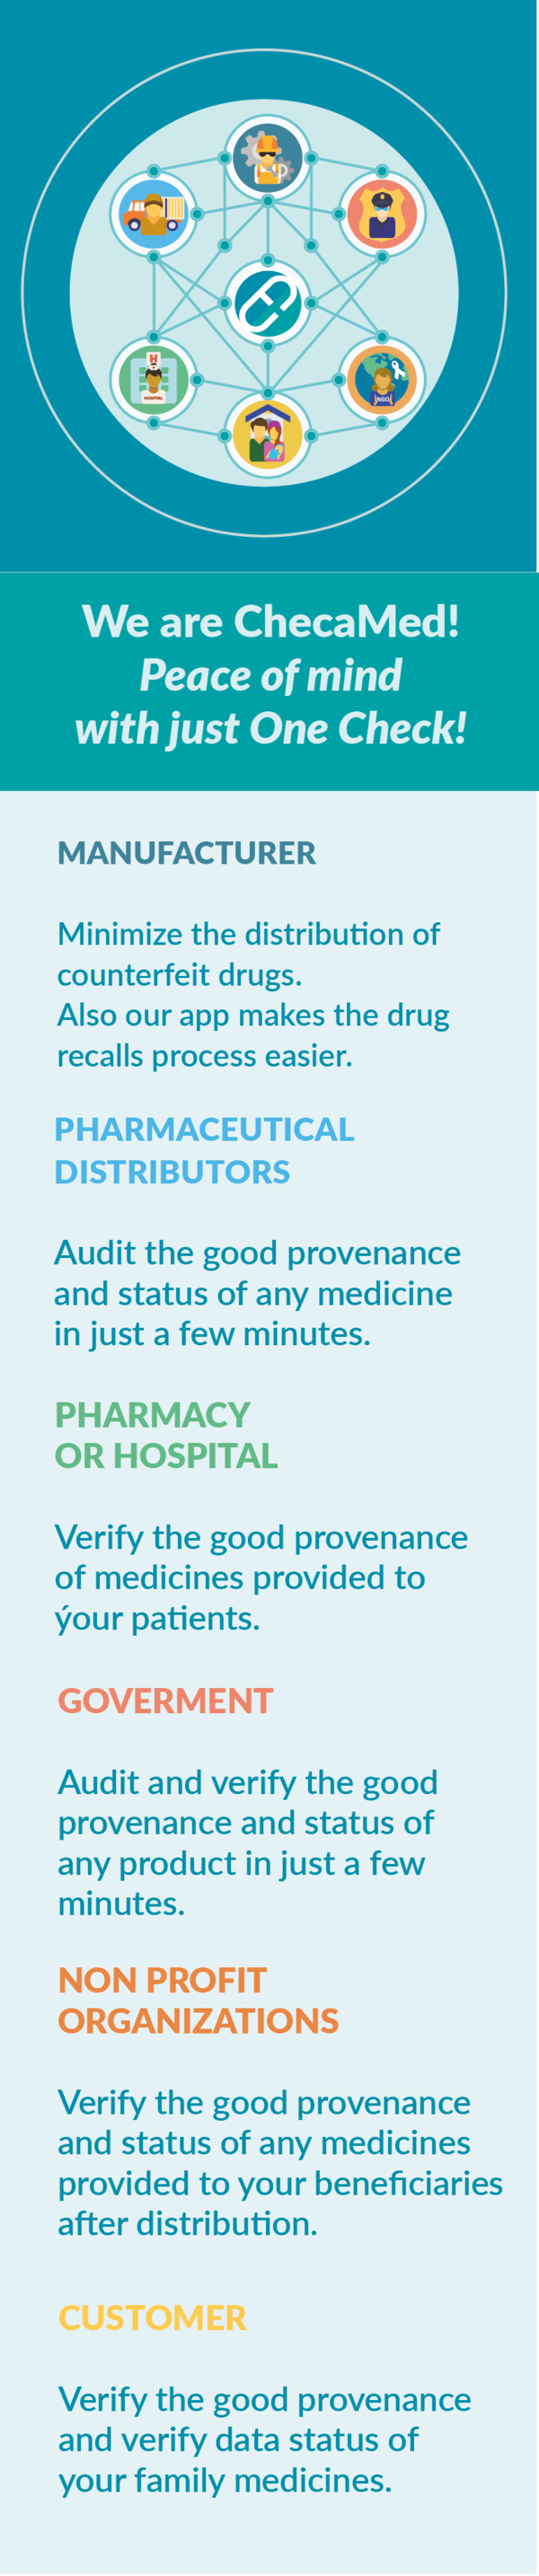 H
HOSPITAL
NGO
We are ChecaMed!
Peace of mind
with just One Check!
MANUFACTURER
Minimize the distribution of
counterfeit drugs.
Also our app makes the drug
recalls process easier.
PHARMACEUTICAL
DISTRIBUTORS
Audit the good provenance
and status of any medicine
in just a few minutes.
PHARMACY
OR HOSPITAL
Verify the good provenance
of medicines provided to
ýour patients.
GOVERMENT
Audit and verify the good
provenance and status of
any product in just a few
minutes.
NON PROFIT
ORGANIZATIONS
Verify the good provenance
and status of any medicines
provided to your beneficiaries
after distribution.
CUSTOMER
Verify the good provenance
and verify data status of
your family medicines.